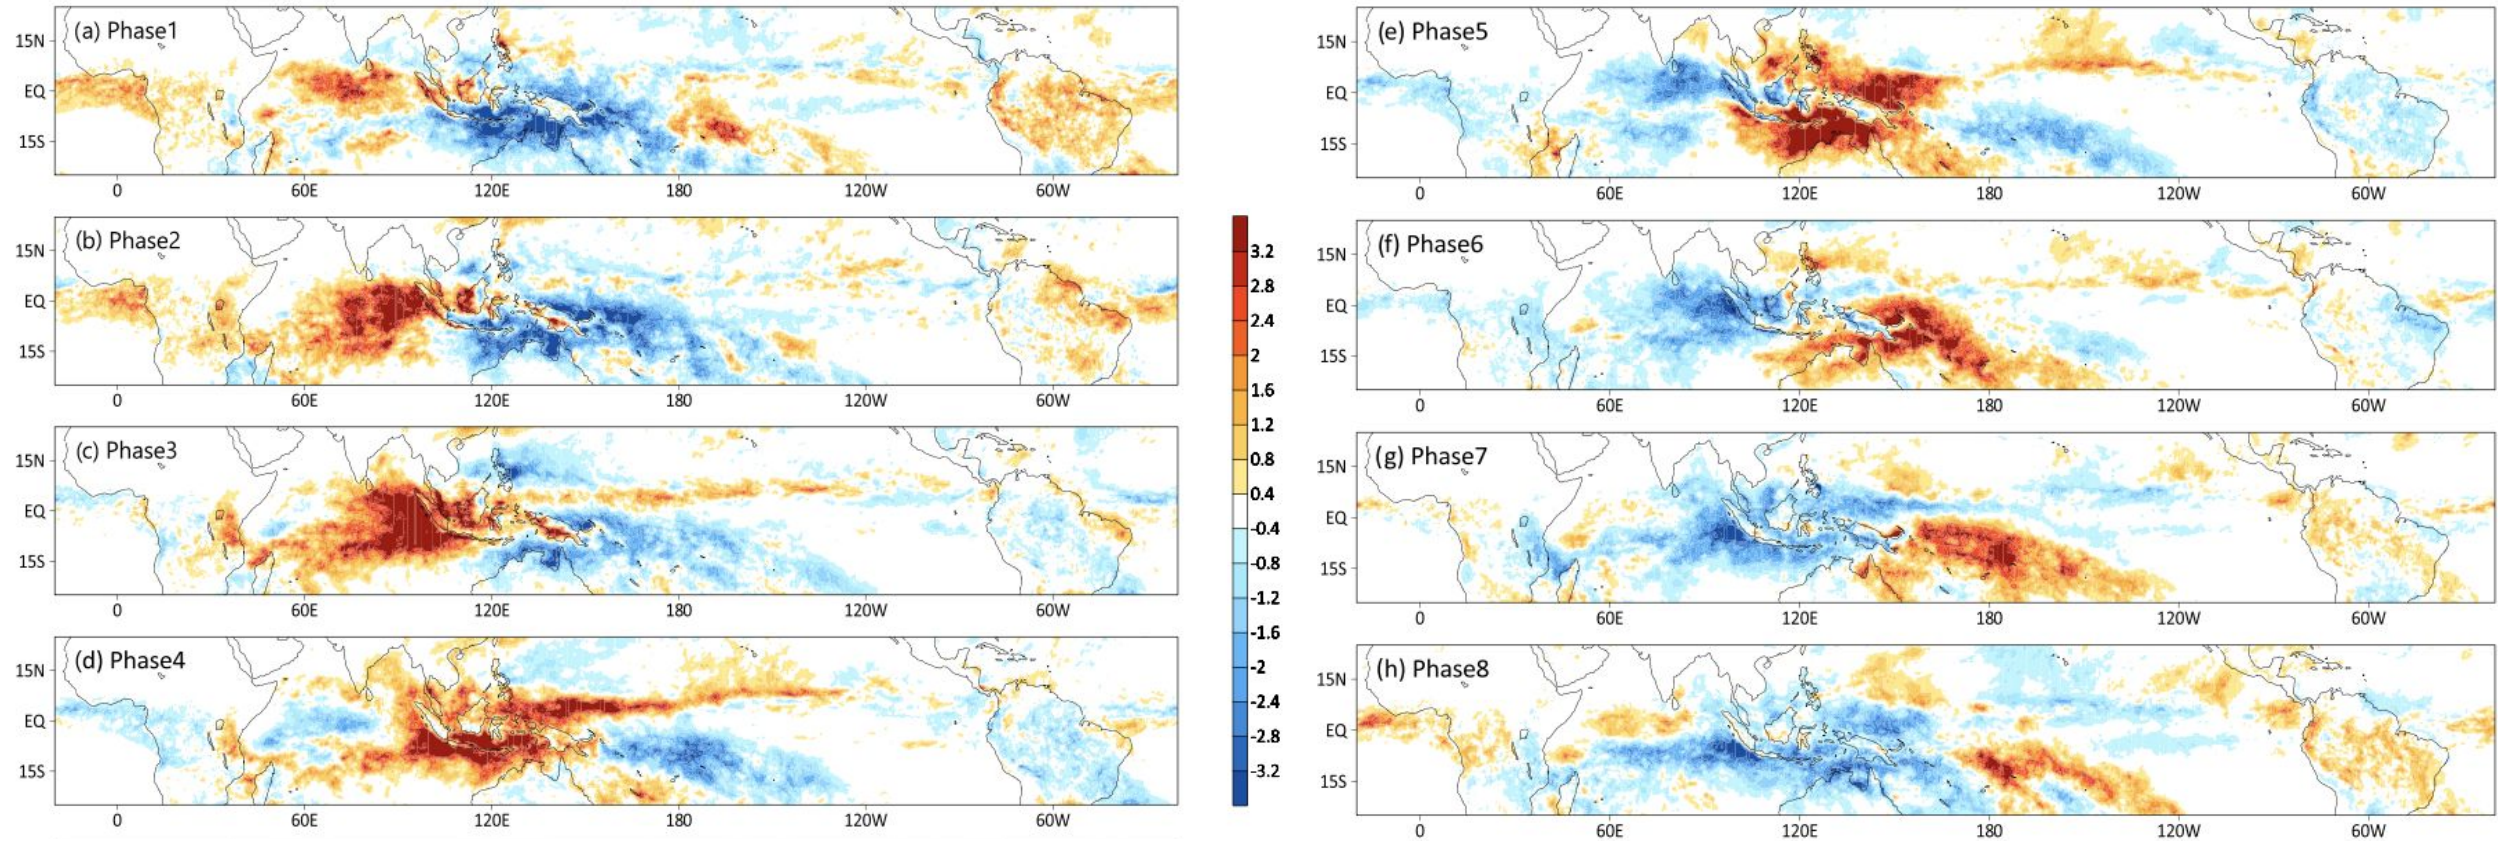 (a) Phase1
15N
EQ
15S
0 60E 120E 180 120W 60W
(b) Phase2
15N
EQ
15S
0 60E 120E 180 120W 60W
(c) Phase3
15N
EQ
15S
0 60E 120E 180 120W 60W
(d) Phase4
15N
EQ
15S
0 60E 120E 180 120W 60W
3.2
2.8
2.4
2
1.6
1.2
0.8
0.4
-0.4
-0.8
-1.2
-1.6
-2
-2.4
-2.8
-3.2
(e) Phase5
15N
EQ
15S
0 60E 120E 180 120W 60W
(f) Phase6
15N
EQ
15S
0 60E 120E 180 120W 60W
(g) Phase7
15N
EQ
15S
0 60E 120E 180 120W 60W
(h) Phase8
15N
EQ
15S
0 60E 120E 180 120W 60W